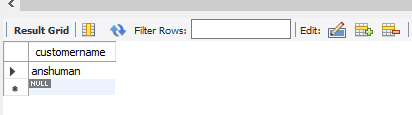 Result Grid Filter Rows: Edit:
customername
anshuman
NULL